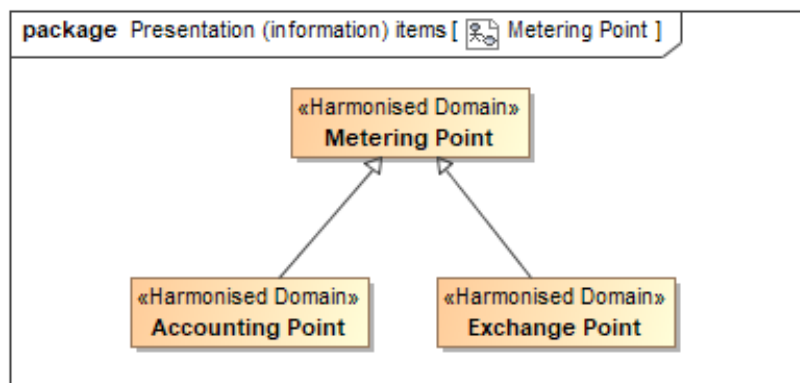 package Presentation (information) items [ Metering Point ]
«Harmonised Domain»
Metering Point
«Harmonised Domain»
Accounting Point
«Harmonised Domain»
Exchange Point